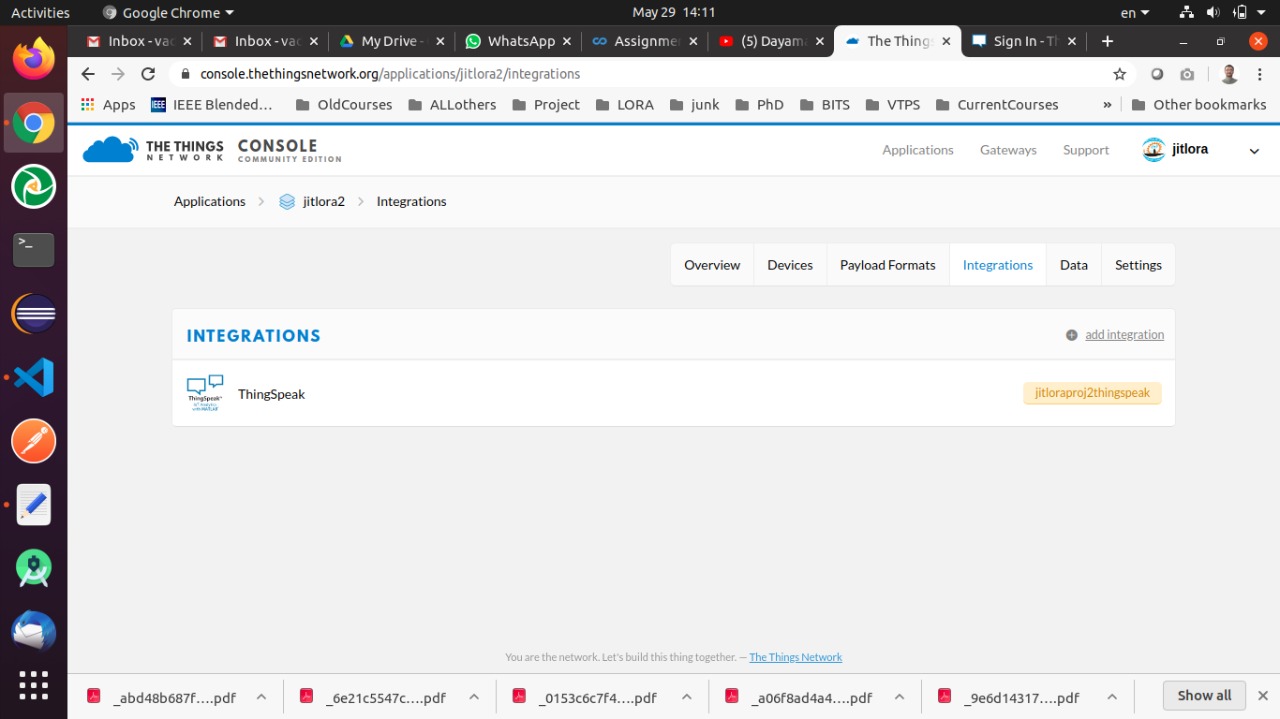 Activities Google Chrome May 29 14:11 en
Inbox - vac Inbox - vac My Drive - WhatsApp Assignmen (5) Dayama The Things Sign In - Th
console.thethingsnetwork.org/applications/jitlora2/integrations
Apps IEEE Blended… OldCourses ALLothers Project LORA junk PhD BITS VTPS CurrentCourses » Other bookmarks
THE THINGS NETWORK CONSOLE COMMUNITY EDITION Applications Gateways Support jitlora
Applications jitlora2 Integrations
Overview Devices Payload Formats Integrations Data Settings
INTEGRATIONS add integration
ThingSpeak ThingSpeak jitloraproj2thingspeak
You are the network. Let's build this thing together. — The Things Network
_abd48b687f….pdf _6e21c5547c….pdf _0153c6c7f4….pdf _a06f8ad4a4….pdf _9e6d14317….pdf Show all